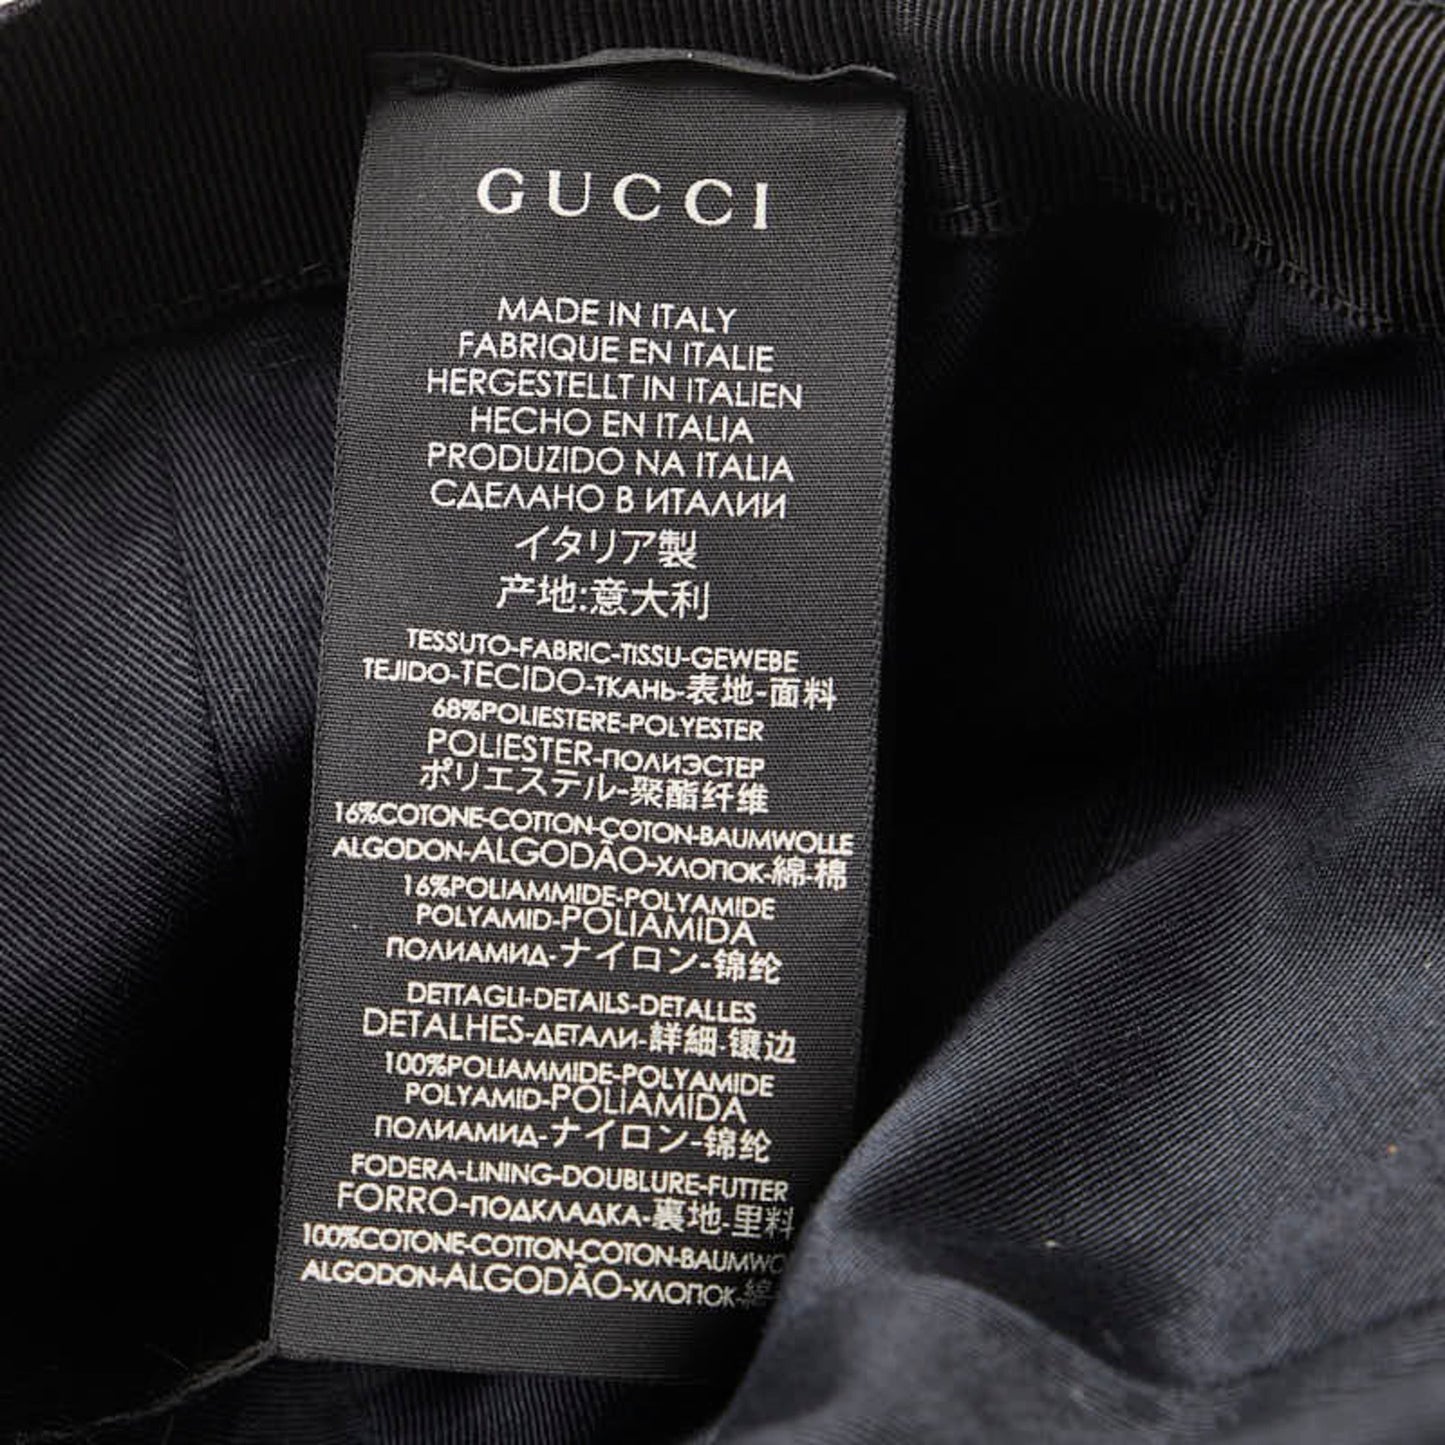 GUCCI
MADE IN ITALY
FABRIQUE EN ITALIE
HERGESTELLT IN ITALIEN
HECHO EN ITALIA
PRODUZIDO NA ITALIA
СДЕЛАНО В ИТАЛИИ
イタリア製
产地:意大利
TESSUTO-FABRIC-TISSU-GEWEBE
TEJIDO-TECIDO-ТКАНЬ-表地-面料
68%POLIESTERE-POLYESTER
POLIESTER-ПОЛИЭСТЕР
ポリエステル-聚酯纤维
16%COTONE-COTTON-COTON-BAUMWOLLE
ALGODON-ALGODÃO-ХЛОПОК-綿-棉
16%POLIAMMIDE-POLYAMIDE
POLYAMID-POLIAMIDA
ПОЛИАМИД-ナイロン-锦纶
DETTAGLI-DETAILS-DETALLES
DETALHES-ДЕТАЛИ-詳細-镶边
100%POLIAMMIDE-POLYAMIDE
POLYAMID-POLIAMIDA
ПОЛИАМИД-ナイロン-锦纶
FODERA-LINING-DOUBLURE-FUTTER
FORRO-ПОДКЛАДКА-裏地-里料
100%COTONE-COTTON-COTON-BAUMWO
ALGODON-ALGODÃO-ХЛОПОК-綿